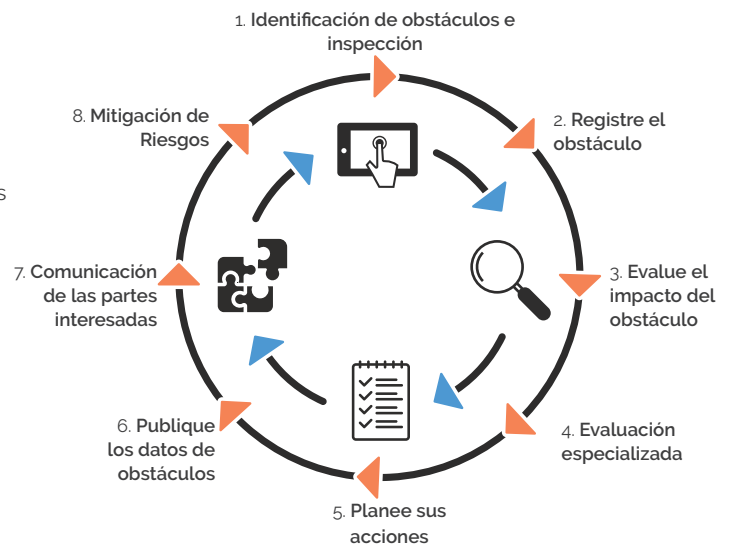 1. Identificación de obstáculos e
inspección
2. Registre el
obstáculo
3. Evalue el
impacto del
obstáculo
4. Evaluación
especializada
5. Planee sus
acciones
6. Publique
los datos de
obstáculos
7. Comunicación
de las partes
interesadas
8. Mitigación de
Riesgos
s